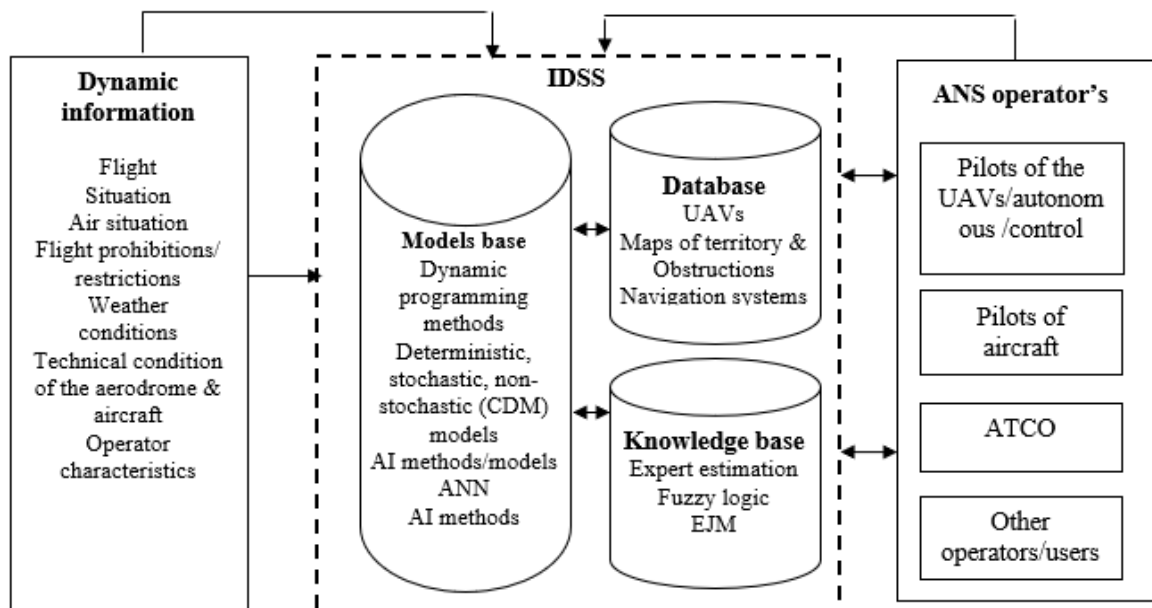 Dynamic
information
Flight
Situation
Air situation
Flight prohibitions/
restrictions
Weather
conditions
Technical condition
of the aerodrome &
aircraft
Operator
characteristics
IDSS
Models base
Dynamic
programming
methods
Deterministic,
stochastic, non-
stochastic (CDM)
models
AI methods/models
ANN
AI methods
Database
UAVs
Maps of territory &
Obstructions
Navigation systems
Knowledge base
Expert estimation
Fuzzy logic
EJM
ANS operator’s
Pilots of the
UAVs/autonom
ous /control
Pilots of
aircraft
ATCO
Other
operators/users